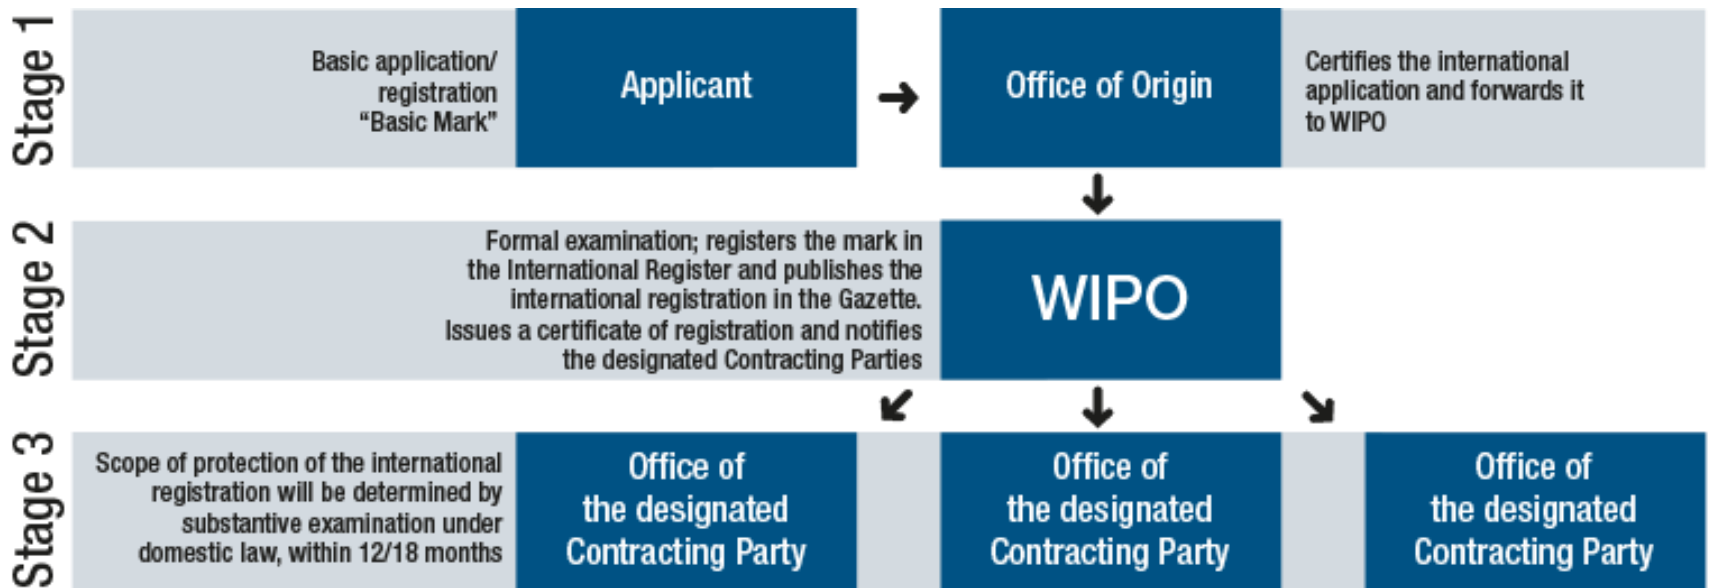 Stage 1
Basic application/
registration
“Basic Mark”
Applicant
Office of Origin
Certifies the international
application and forwards it
to WIPO
Stage 2
Formal examination; registers the mark in
the International Register and publishes the
international registration in the Gazette.
Issues a certificate of registration and notifies
the designated Contracting Parties
WIPO
Stage 3
Scope of protection of the international
registration will be determined by
substantive examination under
domestic law, within 12/18 months
Office of
the designated
Contracting Party
Office of
the designated
Contracting Party
Office of
the designated
Contracting Party